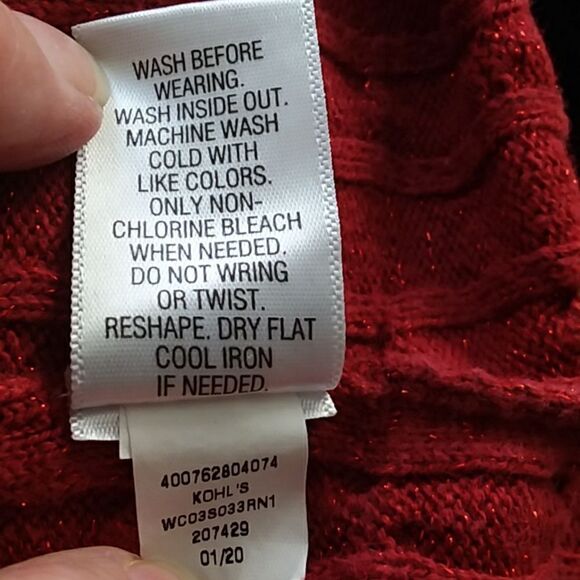 WASH BEFORE
WEARING.
WASH INSIDE OUT.
MACHINE WASH
COLD WITH
LIKE COLORS.
ONLY NON-
CHLORINE BLEACH
WHEN NEEDED.
DO NOT WRING
OR TWIST.
RESHAPE. DRY FLAT
COOL IRON
IF NEEDED.
400762804074
KOHL'S
WC03S033RN1
207429
01/20